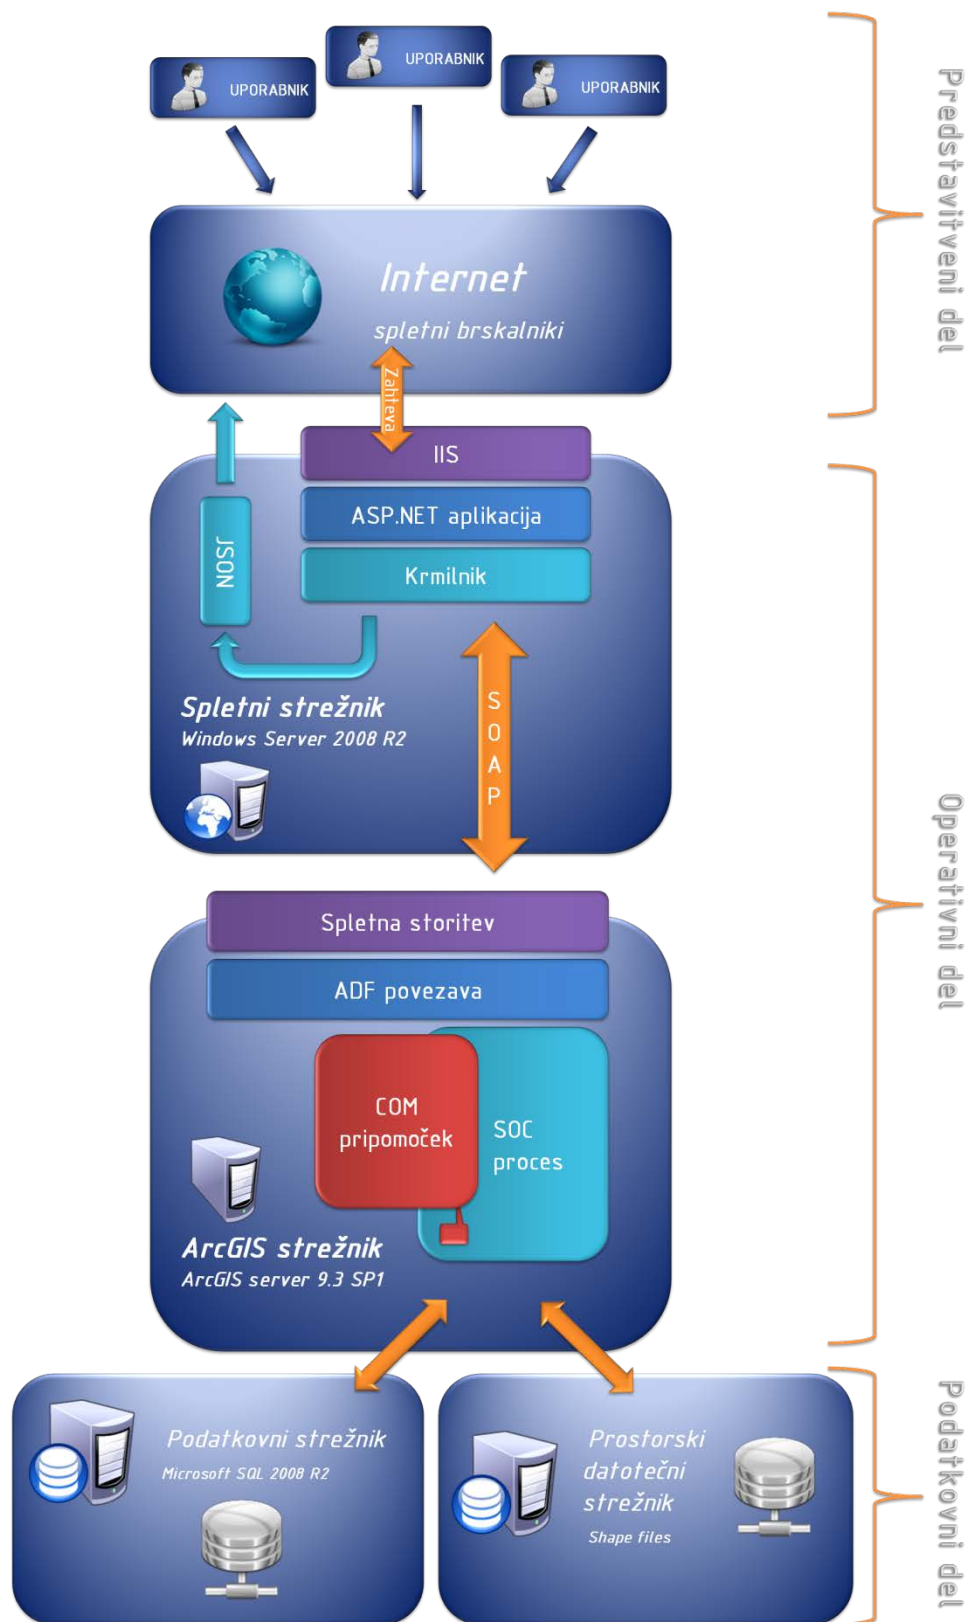 UPORABNIK
UPORABNIK
UPORABNIK
Predstavitveni del
Internet
spletni brskalniki
Zahteva
IIS
ASP.NET aplikacija
Krmilnik
JSON
SOAP
Spletni strežnik
Windows Server 2008 R2
Operativni del
Spletna storitev
ADF povezava
COM
pripomoček
SOC
proces
ArcGIS strežnik
ArcGIS server 9.3 SP1
Podatkovni strežnik
Microsoft SQL 2008 R2
Prostorski
datotečni
strežnik
Shape files
Podatkovni del